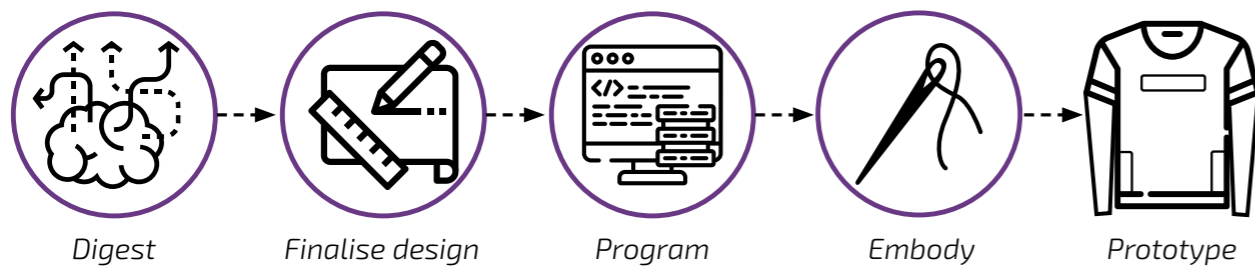 </>
Digest
Finalise design
Program
Embody
Prototype